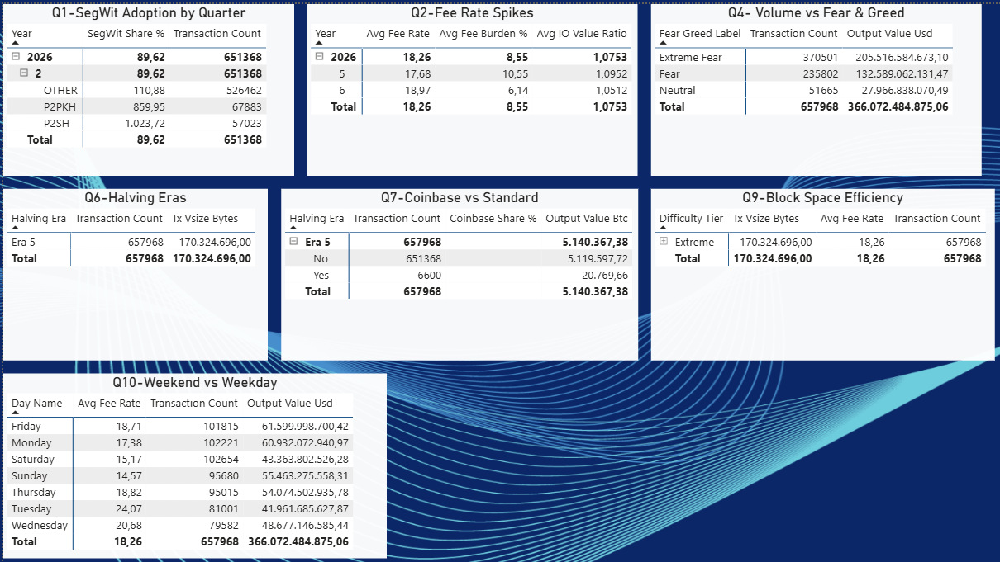 Q1-SegWit Adoption by Quarter
Year SegWit Share % Transaction Count
2026 89,62 651368
2 89,62 651368
OTHER 110,88 526462
P2PKH 859,95 67883
P2SH 1.023,72 57023
Total 89,62 651368
Q2-Fee Rate Spikes
Year Avg Fee Rate Avg Fee Burden % Avg IO Value Ratio
2026 18,26 8,55 1,0753
5 17,68 10,55 1,0952
6 18,97 6,14 1,0512
Total 18,26 8,55 1,0753
Q4- Volume vs Fear & Greed
Fear Greed Label Transaction Count Output Value Usd
Extreme Fear 370501 205.516.584.673,10
Fear 235802 132.589.062.131,47
Neutral 51665 27.966.838.070,49
Total 657968 366.072.484.875,06
Q6-Halving Eras
Halving Era Transaction Count Tx Vsize Bytes
Era 5 657968 170.324.696,00
Total 657968 170.324.696,00
Q7-Coinbase vs Standard
Halving Era Transaction Count Coinbase Share % Output Value Btc
Era 5 657968 5.140.367,38
No 651368 5.119.597,72
Yes 6600 20.769,66
Total 657968 5.140.367,38
Q9-Block Space Efficiency
Difficulty Tier Tx Vsize Bytes Avg Fee Rate Transaction Count
Extreme 170.324.696,00 18,26 657968
Total 170.324.696,00 18,26 657968
Q10-Weekend vs Weekday
Day Name Avg Fee Rate Transaction Count Output Value Usd
Friday 18,71 101815 61.599.998.700,42
Monday 17,38 102221 60.932.072.940,97
Saturday 15,17 102654 43.363.802.526,28
Sunday 14,57 95680 55.463.275.558,31
Thursday 18,82 95015 54.074.502.935,78
Tuesday 24,07 81001 41.961.685.627,87
Wednesday 20,68 79582 48.677.146.585,44
Total 18,26 657968 366.072.484.875,06